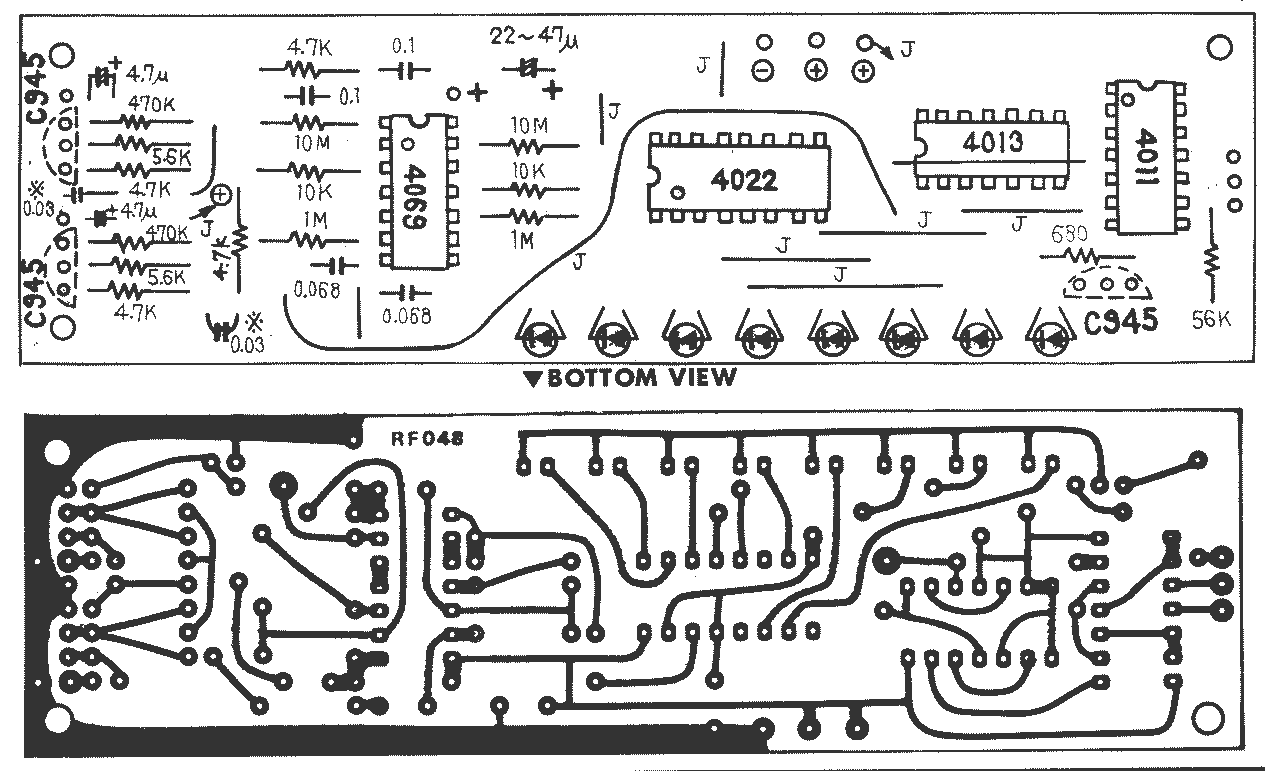 22~47μ
4.7K
0.1
J
J
C945
+
4.7μ
0.1
+
+
−
+
+
470K
J
10M
10M
4013
4011
5.6K
4069
4022
4.7K
10K
10K
※
0.03
+
4.7μ
+
1M
1M
J
J
J
680
470K
J
J
4.7K
5.6K
J
C945
4.7K
0.068
0.068
※
0.03
C945
56K
▼BOTTOM VIEW
RF048